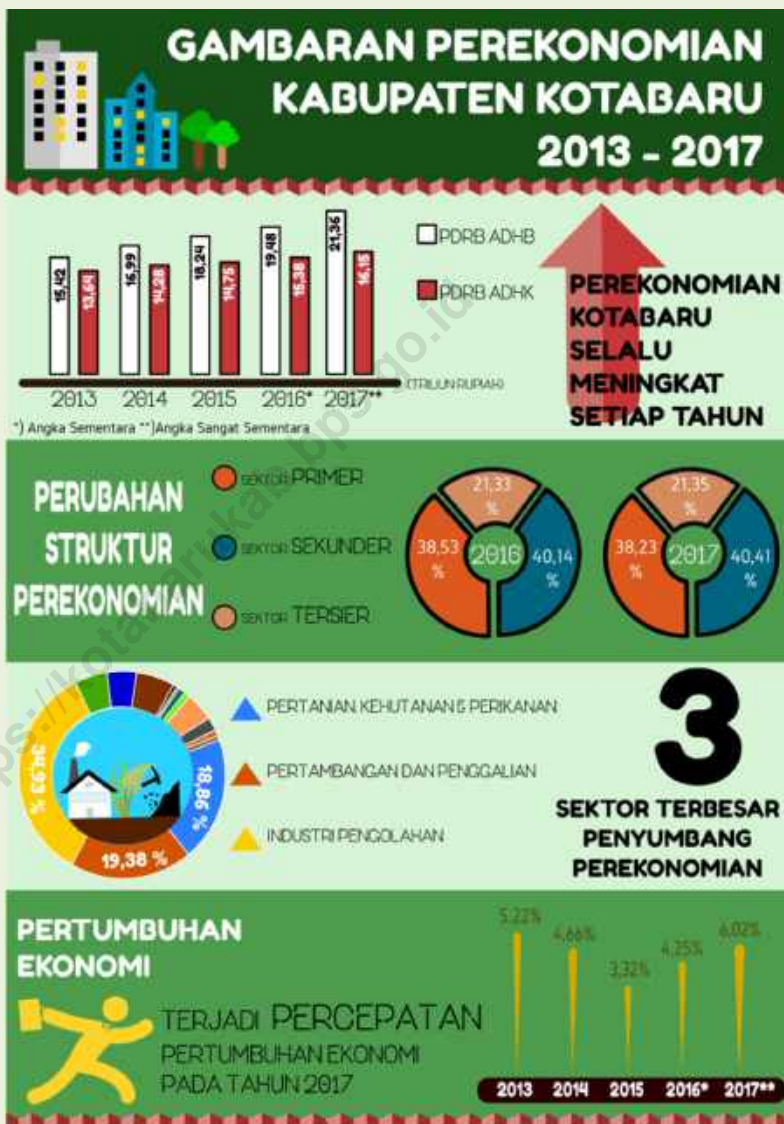 GAMBARAN PEREKONOMIAN
KABUPATEN KOTABARU
2013 - 2017
15,42
13,64
16,99
14,28
18,24
14,75
19,48
15,38
21,36
16,15
2013 2014 2015 2016* 2017**
(TRILIUN RUPIAH)
PDRB ADHB
PDRB ADHK
*) Angka Sementara **)Angka Sangat Sementara
PEREKONOMIAN
KOTABARU
SELALU
MENINGKAT
SETIAP TAHUN
PERUBAHAN
STRUKTUR
PEREKONOMIAN
SEKTOR PRIMER
SEKTOR SEKUNDER
SEKTOR TERSIER
21,33
%
38,53
%
2016
40,14
%
21,35
%
38,23
%
2017
40,41
%
34,93 %
18,86 %
19,38 %
PERTANIAN, KEHUTANAN & PERIKANAN
PERTAMBANGAN DAN PENGGALIAN
INDUSTRI PENGOLAHAN
3
SEKTOR TERBESAR
PENYUMBANG
PEREKONOMIAN
PERTUMBUHAN
EKONOMI
TERJADI PERCEPATAN
PERTUMBUHAN EKONOMI
PADA TAHUN 2017
5,22%
4,66%
3,32%
4,25%
6,02%
2013 2014 2015 2016* 2017**